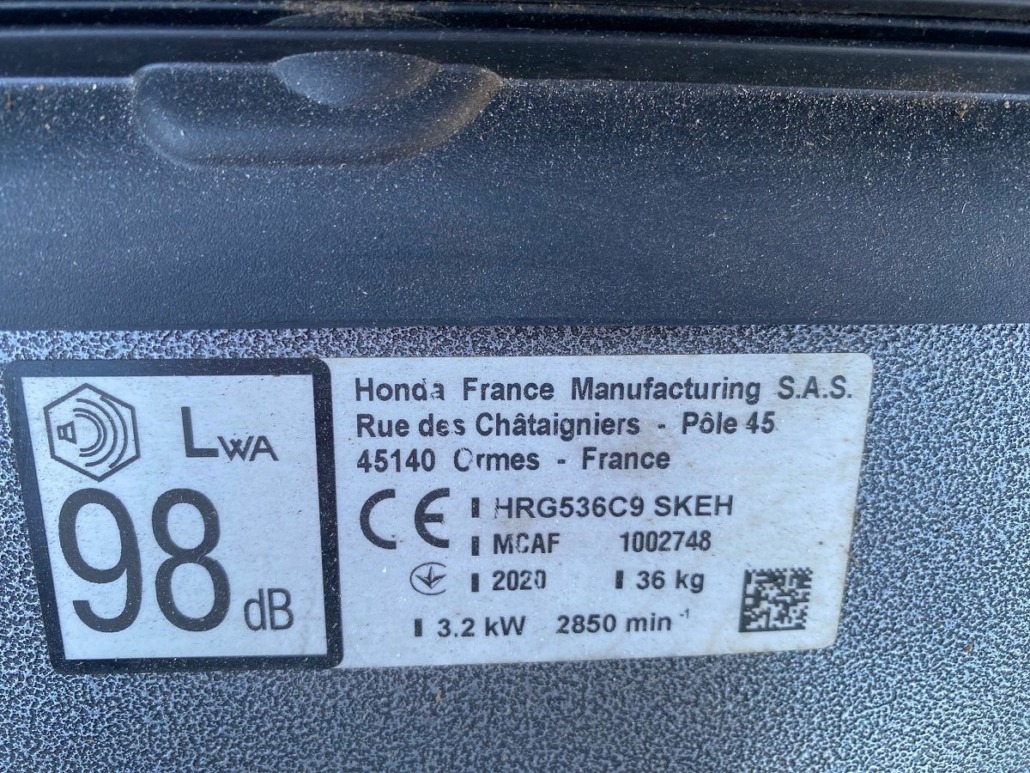 LWA
98 dB
Honda France Manufacturing S.A.S.
Rue des Châtaigniers - Pôle 45
45140 Ormes - France
CE HRG536C9 SKEH
MCAF 1002748
2020 36 kg
3.2 kW 2850 min⁻¹